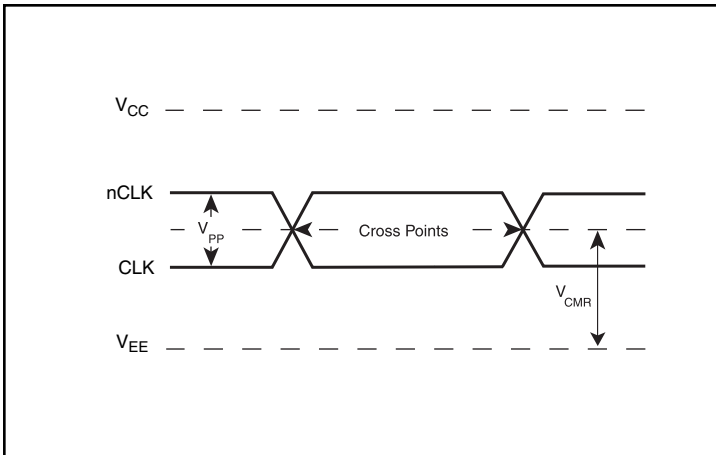 VCC
nCLK
VPP
Cross Points
CLK
VCMR
VEE